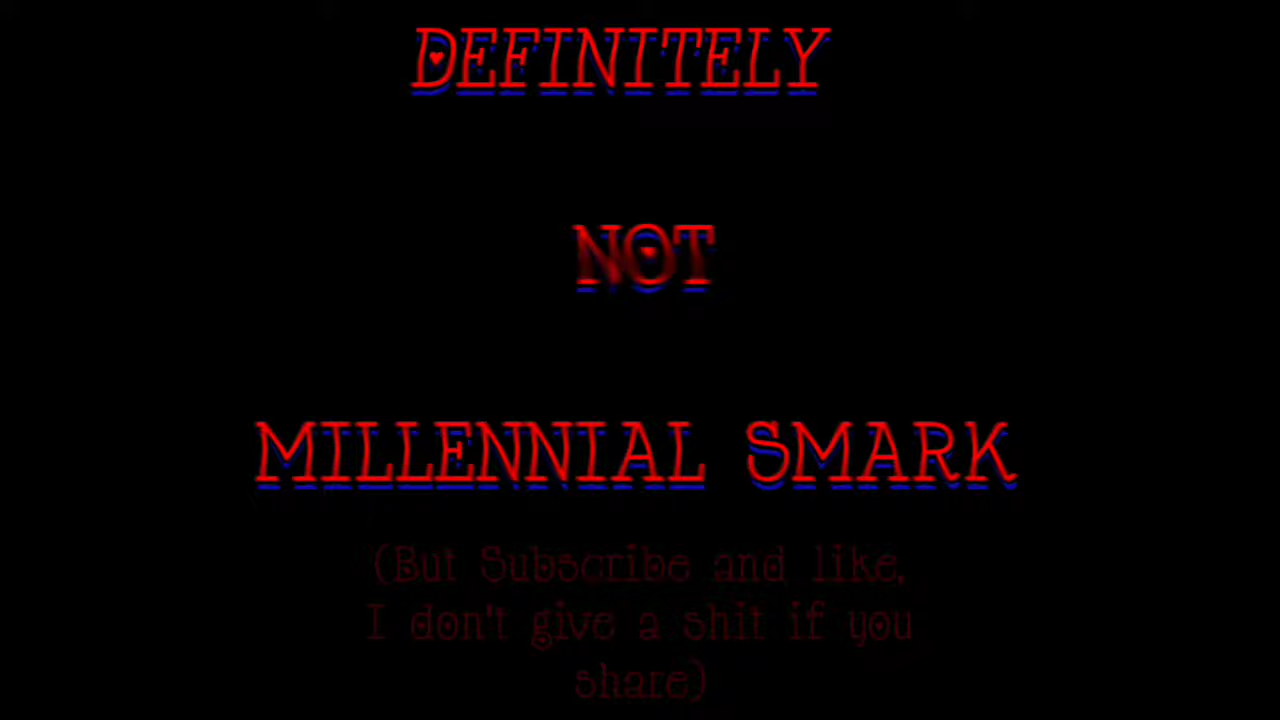 DEFINITELY
NOT
MILLENNIAL SMARK
(But Subscribe and like,
I don't give a shit if you
share)